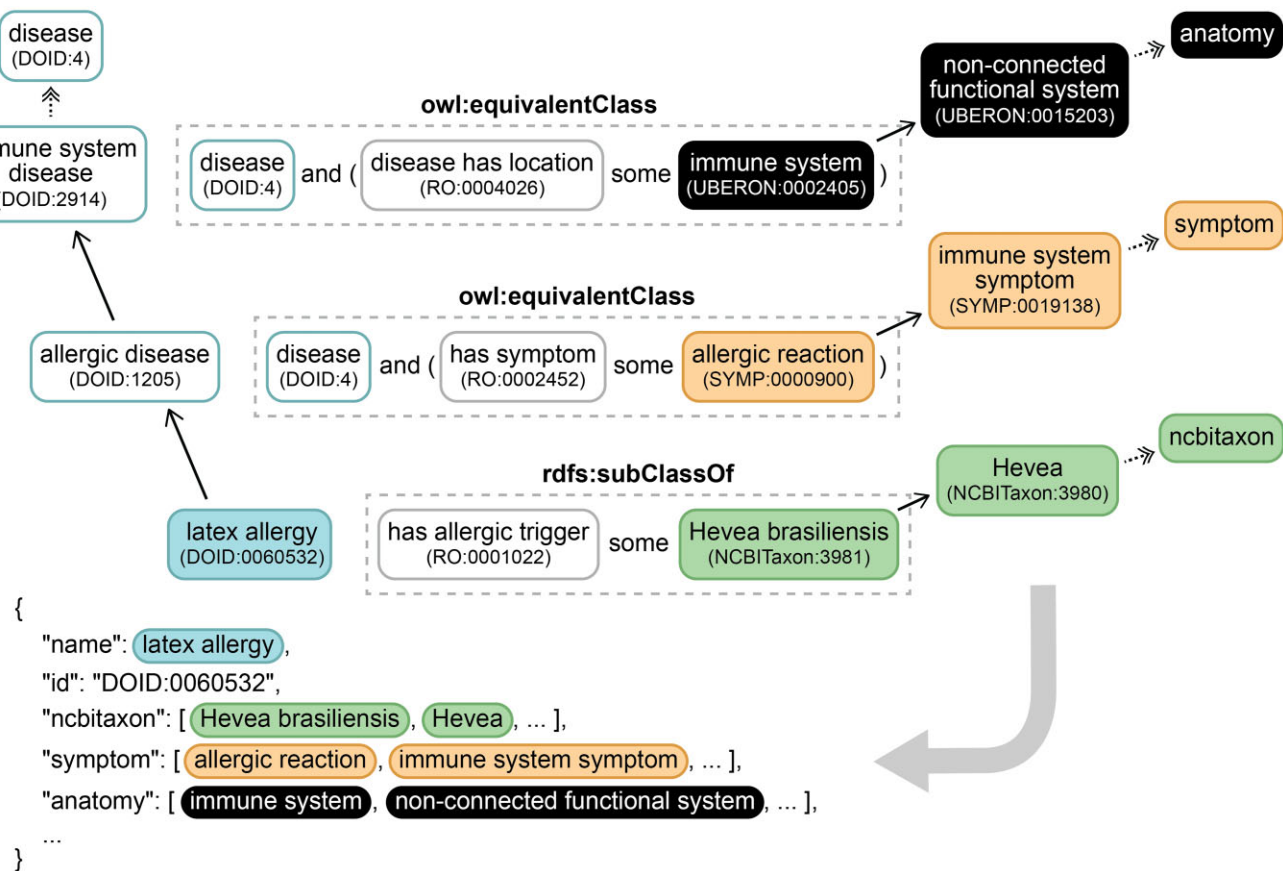 disease
(DOID:4)
anatomy
non-connected
functional system
(UBERON:0015203)
owl:equivalentClass
mune system
disease
(DOID:2914)
disease
(DOID:4)
and (
disease has location
(RO:0004026)
some
immune system
(UBERON:0002405)
)
symptom
immune system
symptom
(SYMP:0019138)
owl:equivalentClass
allergic disease
(DOID:1205)
disease
(DOID:4)
and (
has symptom
(RO:0002452)
some
allergic reaction
(SYMP:0000900)
)
ncbitaxon
Hevea
(NCBITaxon:3980)
rdfs:subClassOf
latex allergy
(DOID:0060532)
has allergic trigger
(RO:0001022)
some
Hevea brasiliensis
(NCBITaxon:3981)
{
"name": latex allergy,
"id": "DOID:0060532",
"ncbitaxon": [ Hevea brasiliensis, Hevea, ... ],
"symptom": [ allergic reaction, immune system symptom, ... ],
"anatomy": [ immune system, non-connected functional system, ... ],
...
}